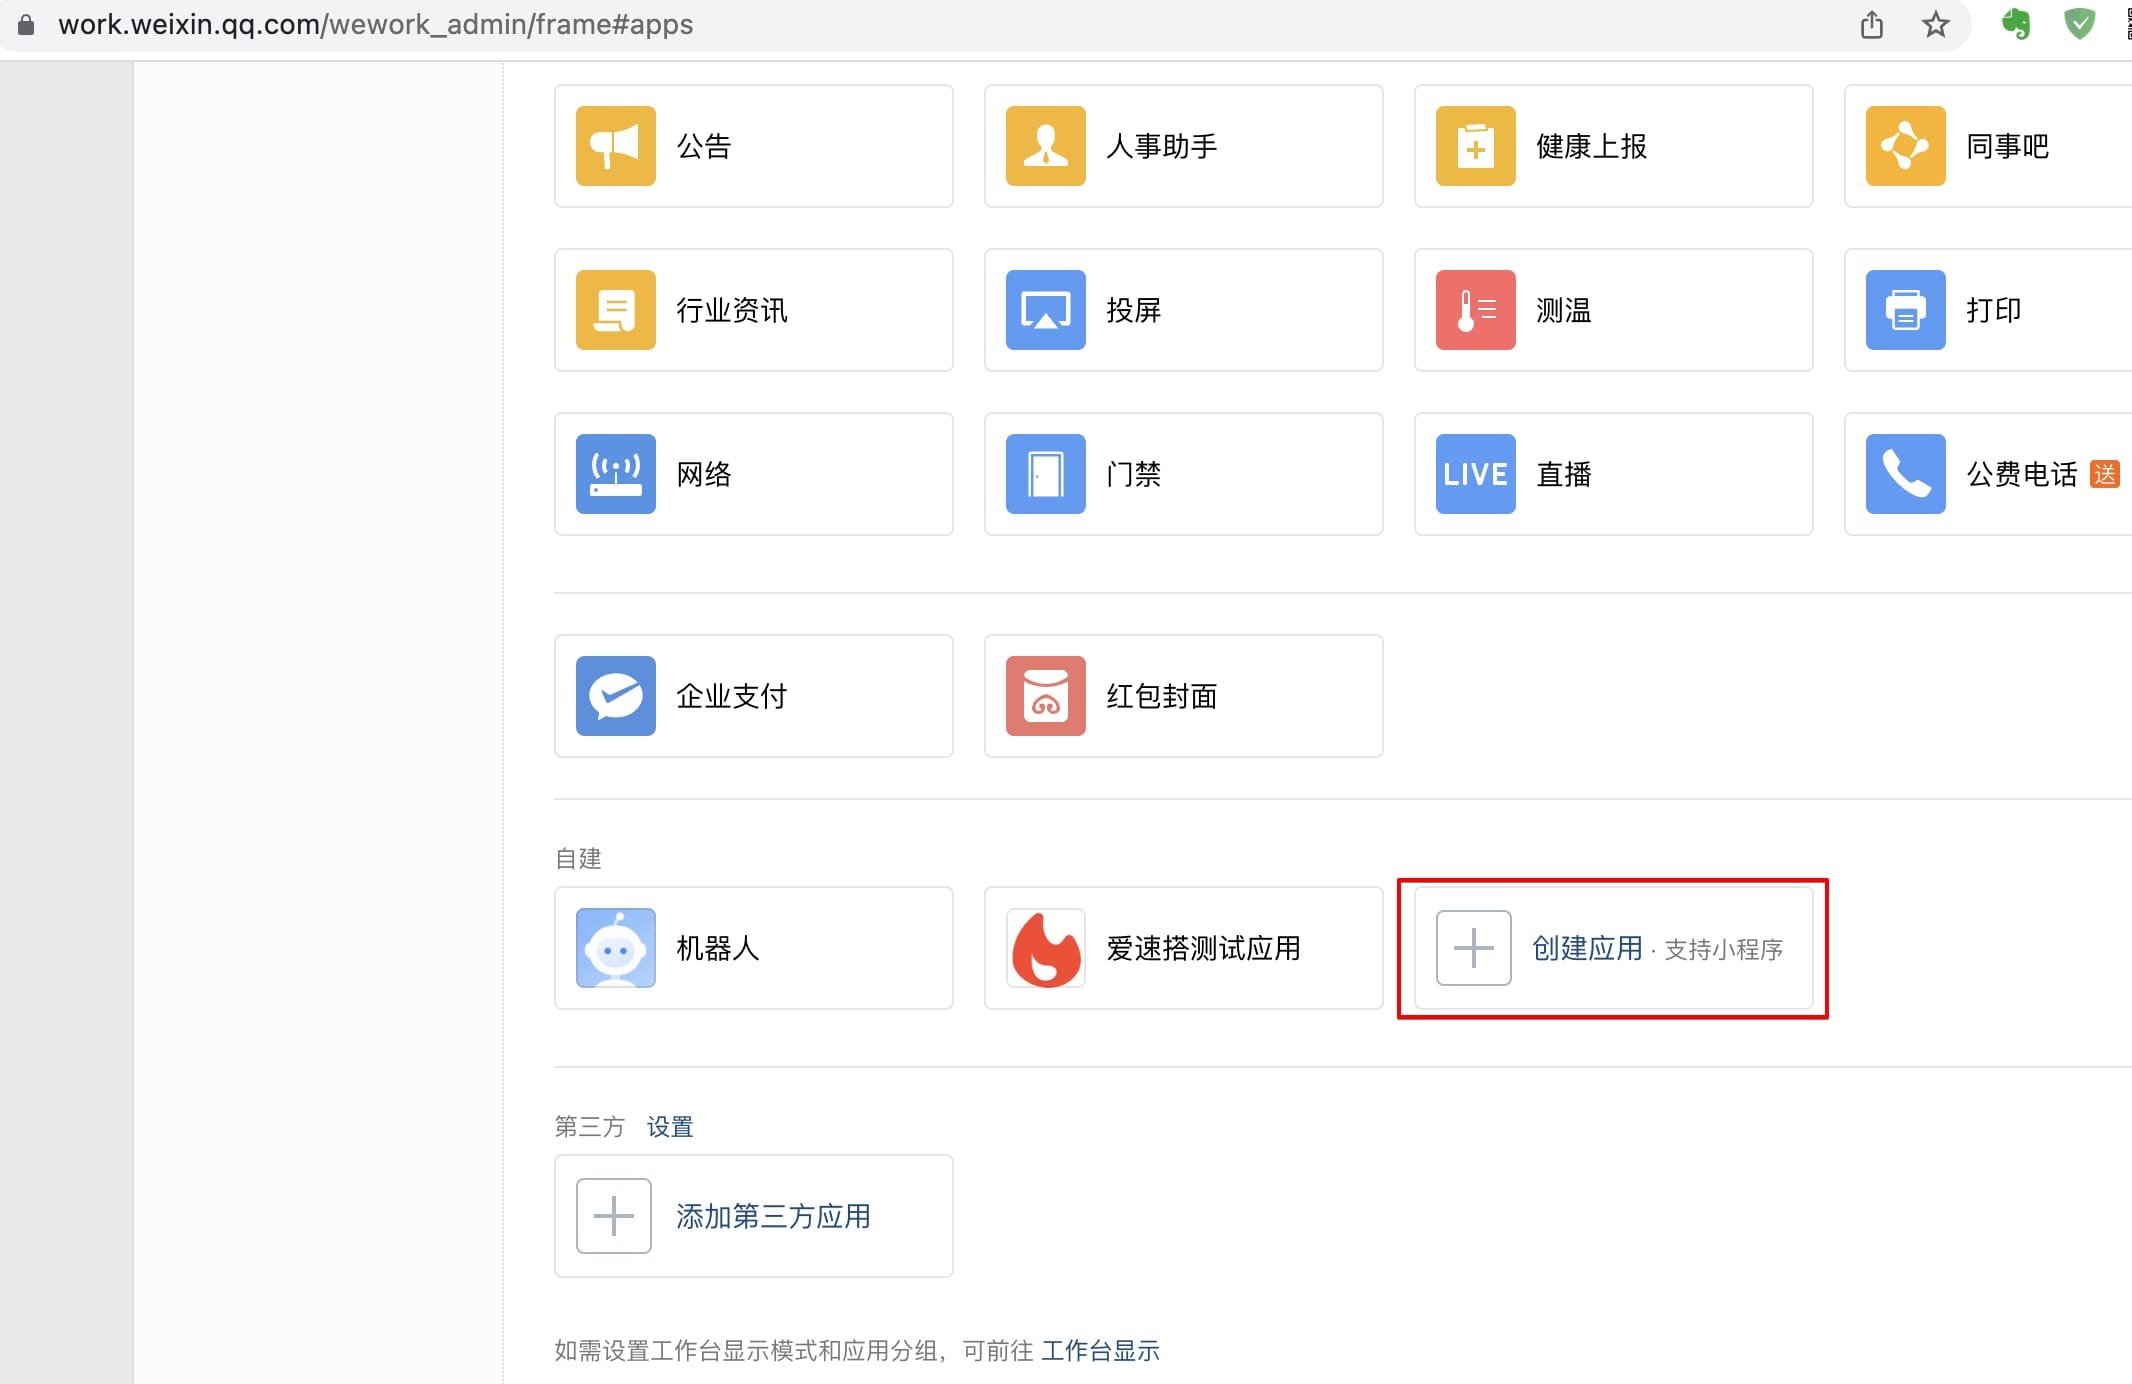 work.weixin.qq.com/wework_admin/frame#apps
公告
人事助手
健康上报
同事吧
行业资讯
投屏
测温
打印
网络
门禁
LIVE 直播
公费电话 送
企业支付
红包封面
自建
机器人
爱速搭测试应用
创建应用 · 支持小程序
第三方 设置
添加第三方应用
如需设置工作台显示模式和应用分组，可前往 工作台显示